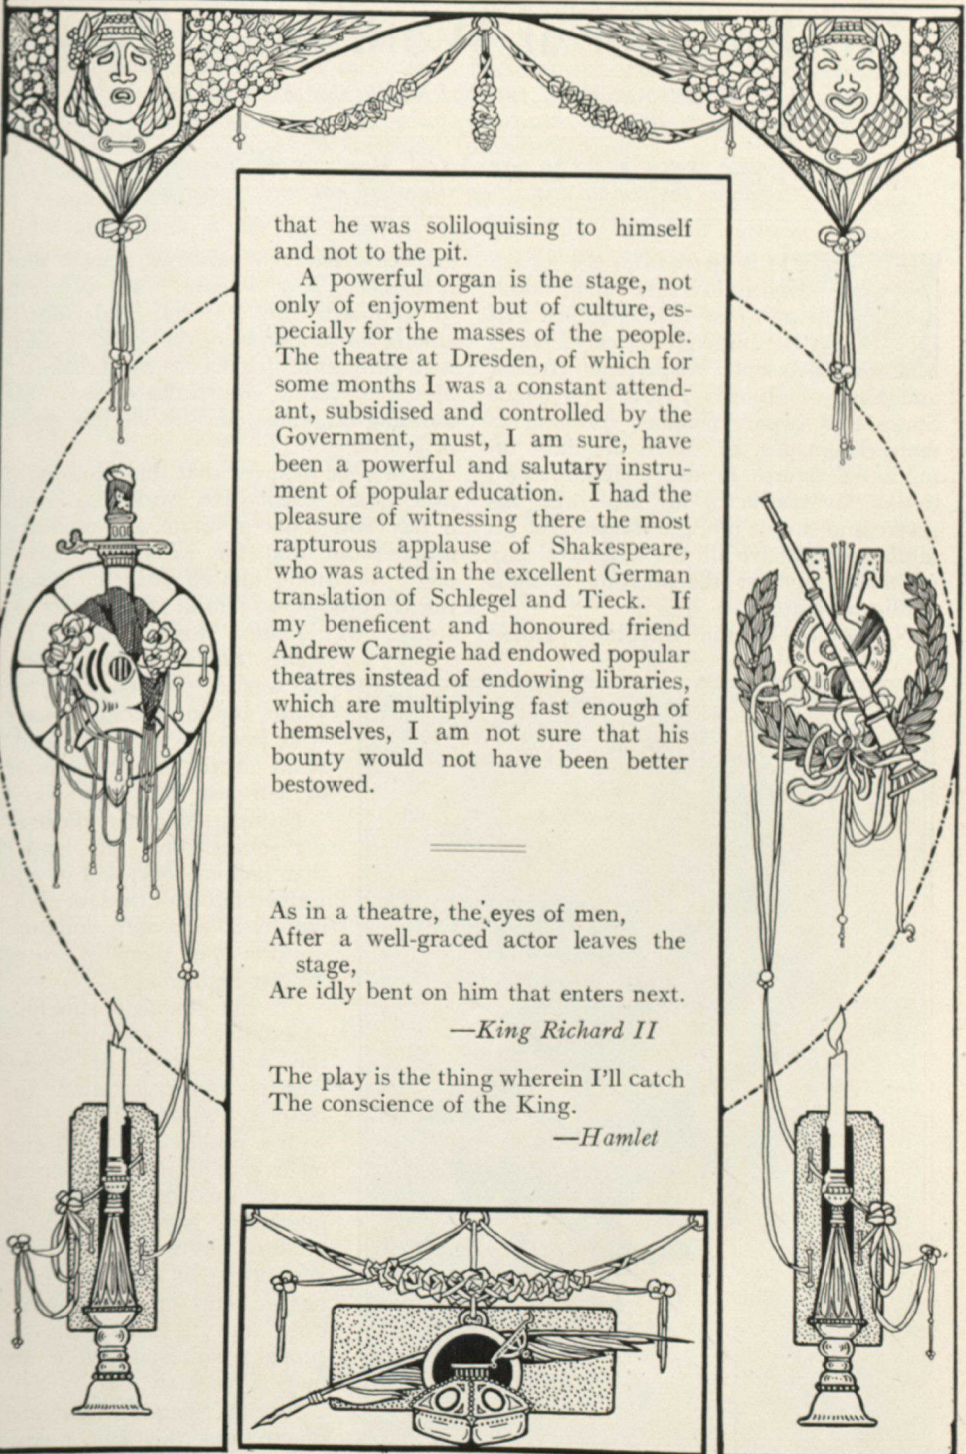 that he was soliloquising to himself
and not to the pit.
A powerful organ is the stage, not
only of enjoyment but of culture, es-
pecially for the masses of the people.
The theatre at Dresden, of which for
some months I was a constant attend-
ant, subsidised and controlled by the
Government, must, I am sure, have
been a powerful and salutary instru-
ment of popular education. I had the
pleasure of witnessing there the most
rapturous applause of Shakespeare,
who was acted in the excellent German
translation of Schlegel and Tieck. If
my beneficent and honoured friend
Andrew Carnegie had endowed popular
theatres instead of endowing libraries,
which are multiplying fast enough of
themselves, I am not sure that his
bounty would not have been better
bestowed.
As in a theatre, the eyes of men,
After a well-graced actor leaves the
stage,
Are idly bent on him that enters next.
—King Richard II
The play is the thing wherein I'll catch
The conscience of the King.
—Hamlet